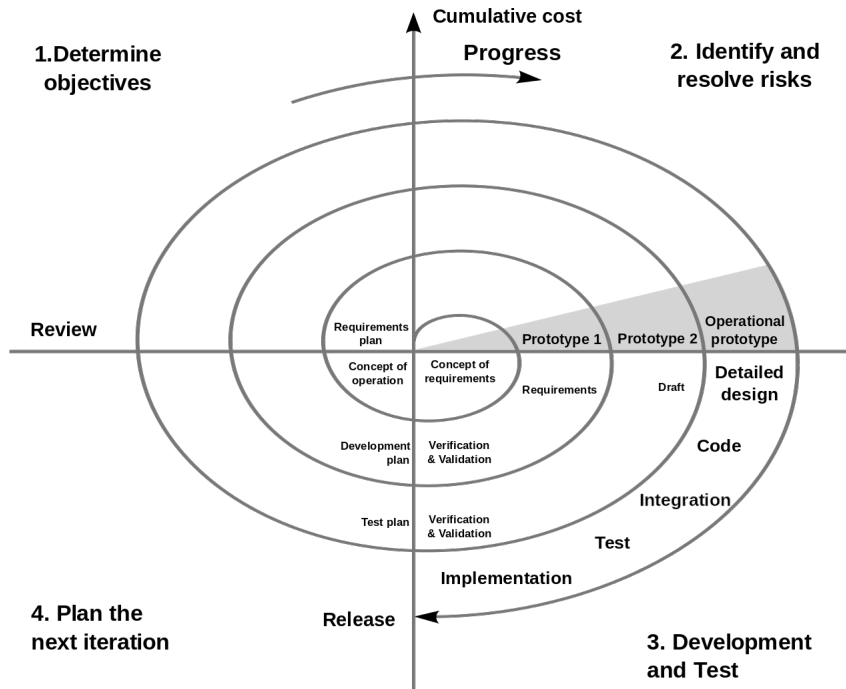 Cumulative cost
1.Determine
objectives
Progress
2. Identify and
resolve risks
Review
Requirements
plan
Prototype 1
Prototype 2
Operational
prototype
Concept of
operation
Concept of
requirements
Requirements
Draft
Detailed
design
Development
plan
Verification
& Validation
Code
Integration
Test plan
Verification
& Validation
Test
Implementation
Release
4. Plan the
next iteration
3. Development
and Test